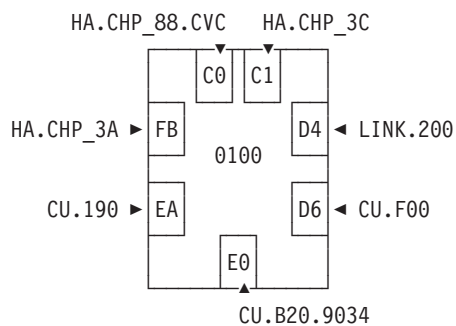 HA.CHP_88.CVC HA.CHP_3C
C0 C1
HA.CHP_3A ► FB D4 ◄ LINK.200
0100
CU.190 ► EA D6 ◄ CU.F00
E0
CU.B20.9034